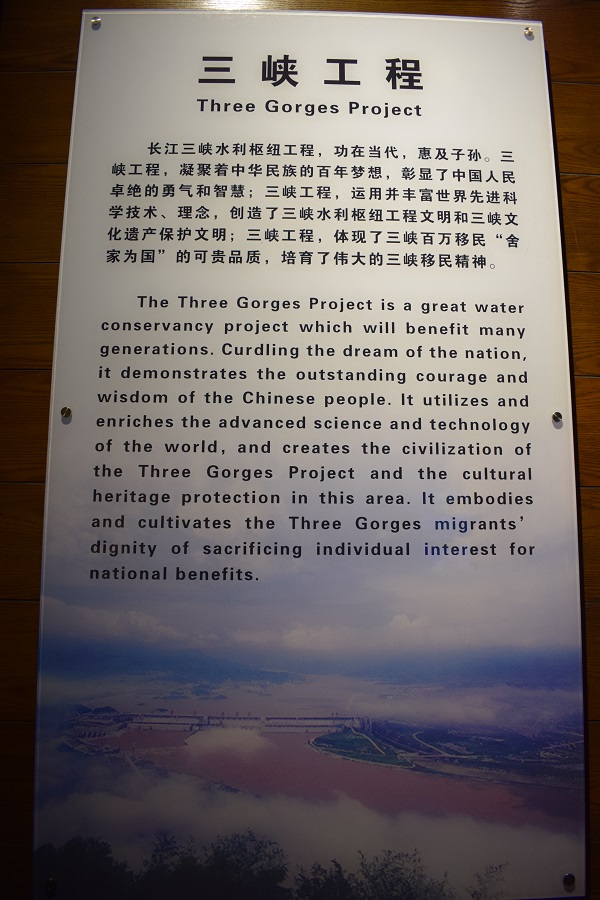 三峡工程
Three Gorges Project
长江三峡水利枢纽工程，功在当代，惠及子孙。三
峡工程，凝聚着中华民族的百年梦想，彰显了中国人民
卓绝的勇气和智慧；三峡工程，运用并丰富世界先进科
学技术、理念，创造了三峡水利枢纽工程文明和三峡文
化遗产保护文明；三峡工程，体现了三峡百万移民“舍
家为国”的可贵品质，培育了伟大的三峡移民精神。
The Three Gorges Project is a great water
conservancy project which will benefit many
generations. Curdling the dream of the nation,
it demonstrates the outstanding courage and
wisdom of the Chinese people. It utilizes and
enriches the advanced science and technology
of the world, and creates the civilization of
the Three Gorges Project and the cultural
heritage protection in this area. It embodies
and cultivates the Three Gorges migrants’
dignity of sacrificing individual interest for
national benefits.